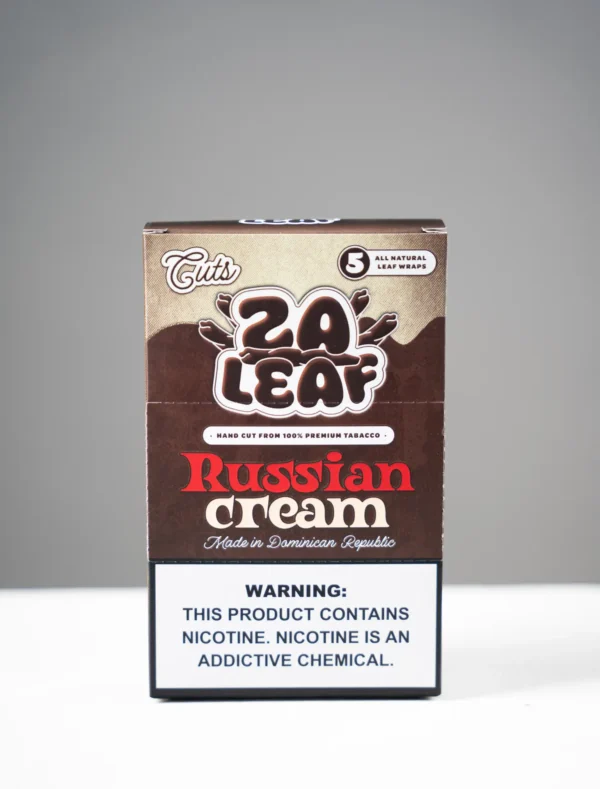 LEAF
Cuts
5
ALL NATURAL
LEAF WRAPS
ZA
LEAF
• HAND CUT FROM 100% PREMIUM TABACCO •
Russian
cream
Made in Dominican Republic
WARNING:
THIS PRODUCT CONTAINS
NICOTINE. NICOTINE IS AN
ADDICTIVE CHEMICAL.